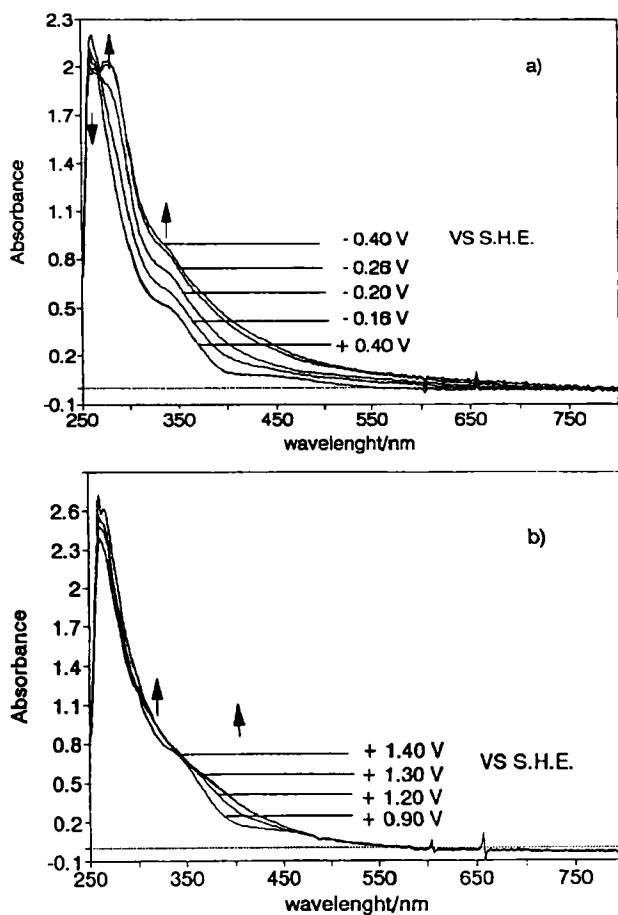 a)
2.3
2
1.7
1.4
1.1
0.8
0.5
0.2
-0.1
Absorbance
- 0.40 V VS S.H.E.
- 0.26 V
- 0.20 V
- 0.16 V
+ 0.40 V
250 350 450 550 650 750
wavelenght/nm
b)
2.6
2.3
2
1.7
1.4
1.1
0.8
0.5
0.2
-0.1
Absorbance
+ 1.40 V VS S.H.E.
+ 1.30 V
+ 1.20 V
+ 0.90 V
250 350 450 550 650 750
wavelenght/nm